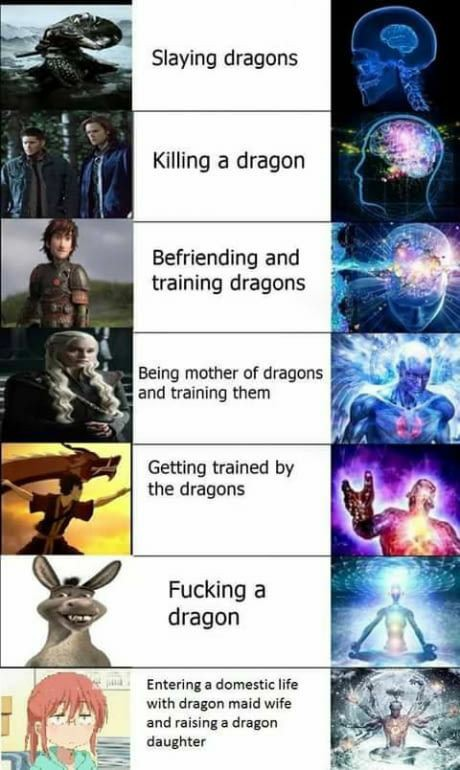 Slaying dragons
Killing a dragon
Befriending and
training dragons
Being mother of dragons
and training them
Getting trained by
the dragons
Fucking a
dragon
Entering a domestic life
with dragon maid wife
and raising a dragon
daughter